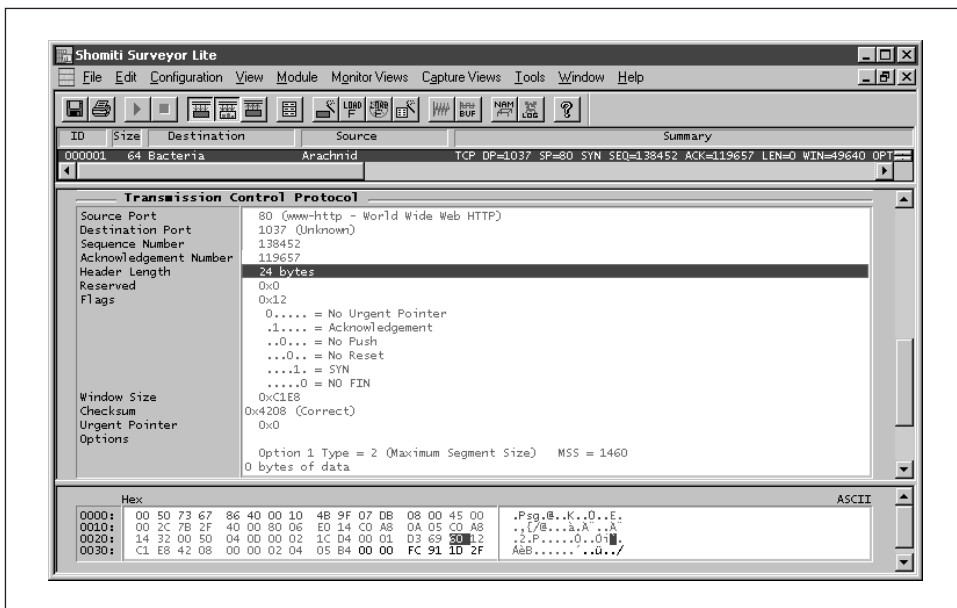 Shomiti Surveyor Lite
File Edit Configuration View Module Monitor Views Capture Views Tools Window Help
LOAD F BUF NAM LOG
ID Size Destination Source Summary
000001 64 Bacteria Arachnid TCP DP=1037 SP=80 SYN SEQ=138452 ACK=119657 LEN=0 WIN=49640 OPT
Transmission Control Protocol
Source Port 80 (www-http - World Wide Web HTTP)
Destination Port 1037 (Unknown)
Sequence Number 138452
Acknowledgement Number 119657
Header Length 24 bytes
Reserved 0x0
Flags 0x12
0..... = No Urgent Pointer
.1.... = Acknowledgement
..0... = No Push
...0.. = No Reset
....1. = SYN
.....0 = NO FIN
Window Size 0xC1E8
Checksum 0x4208 (Correct)
Urgent Pointer 0x0
Options
Option 1 Type = 2 (Maximum Segment Size) MSS = 1460
0 bytes of data
Hex ASCII
0000: 00 50 73 67 86 40 00 10 4B 9F 07 DB 08 00 45 00 .Psg.@..K..O..E.
0010: 00 2C 7B 2F 40 00 80 06 E0 14 C0 A8 0A 05 C0 A8 .,{/@...à.À¨..À¨
0020: 14 32 00 50 04 0D 00 02 1C D4 00 01 D3 69 60 12 .2.P.....O..Oi
0030: C1 E8 42 08 00 00 02 04 05 B4 00 00 FC 91 1D 2F ÁèB......´..ü../